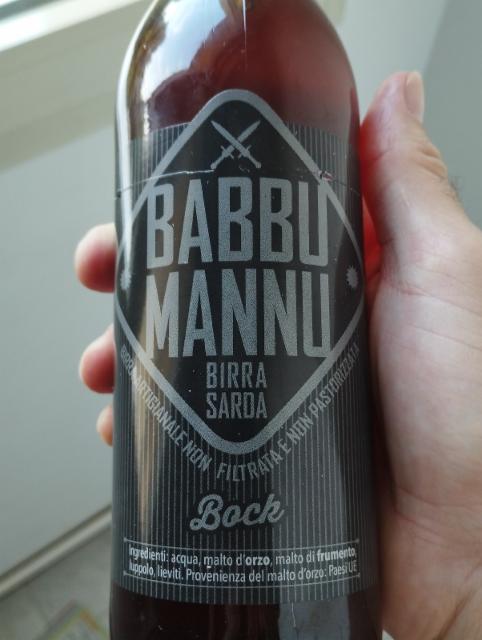 BABBU
MANNU
BIRRA
SARDA
BIRRA ARTIGIANALE NON FILTRATA E NON PASTORIZZATA
Bock
Ingredienti: acqua, malto d'orzo, malto di frumento,
luppolo, lieviti. Provenienza del malto d'orzo: Paesi UE